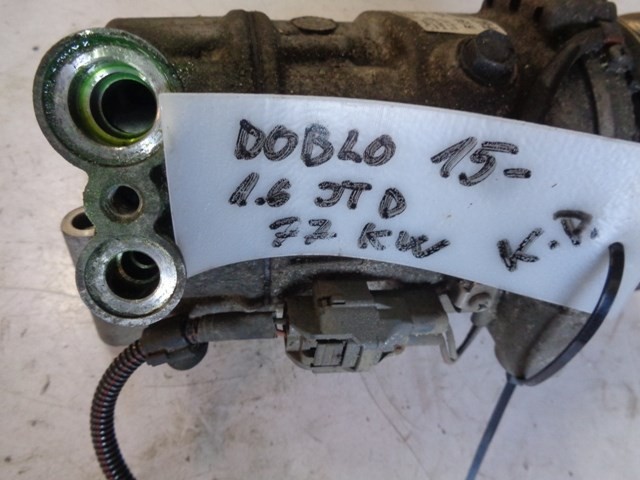 DOBLO 15-
1.6 JTD
77 KW K.D.